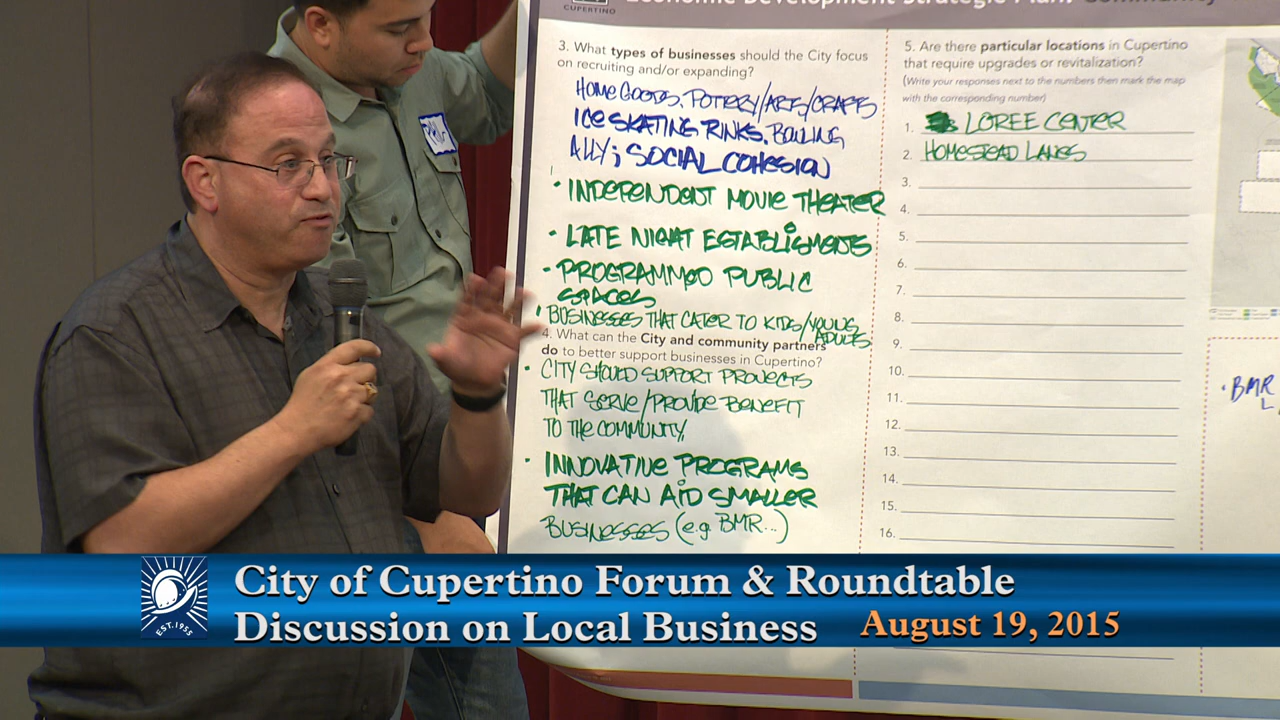 CUPERTINO
Economic Development Strategic Plan: Community
3. What types of businesses should the City focus
on recruiting and/or expanding?
HOME GOODS, POTTERY/ARTS/CRAFTS
ICE SKATING RINKS, BOWLING
ALLY; SOCIAL COHESION
• INDEPENDENT MOVIE THEATER
• LATE NIGHT ESTABLISMENTS
• PROGRAMMED PUBLIC
SPACES
• BUSINESSES THAT CATER TO KIDS/YOUNG
ADULTS
4. What can the City and community partners
do to better support businesses in Cupertino?
• CITY SHOULD SUPPORT PROJECTS
THAT SERVE/PROVIDE BENEFIT
TO THE COMMUNITY
• INNOVATIVE PROGRAMS
THAT CAN AID SMALLER
BUSINESSES (e.g BMR...)
5. Are there particular locations in Cupertino
that require upgrades or revitalization?
(Write your responses next to the numbers then mark the map
with the corresponding number)
1. LOREE CENTER
2. HOMESTEAD LANES
3.
4.
5.
6.
7.
8.
9.
10.
11.
12.
13.
14.
15.
16.
• BMR
L
EST. 1955
City of Cupertino Forum & Roundtable
Discussion on Local Business
August 19, 2015